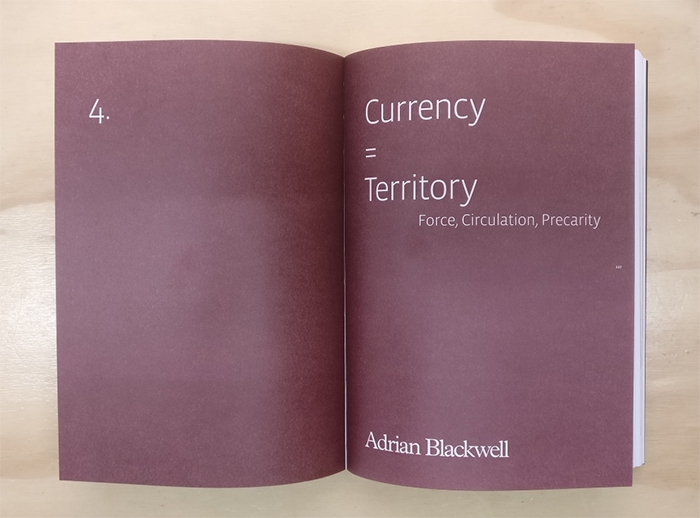 4.
Currency
=
Territory
Force, Circulation, Precarity
Adrian Blackwell